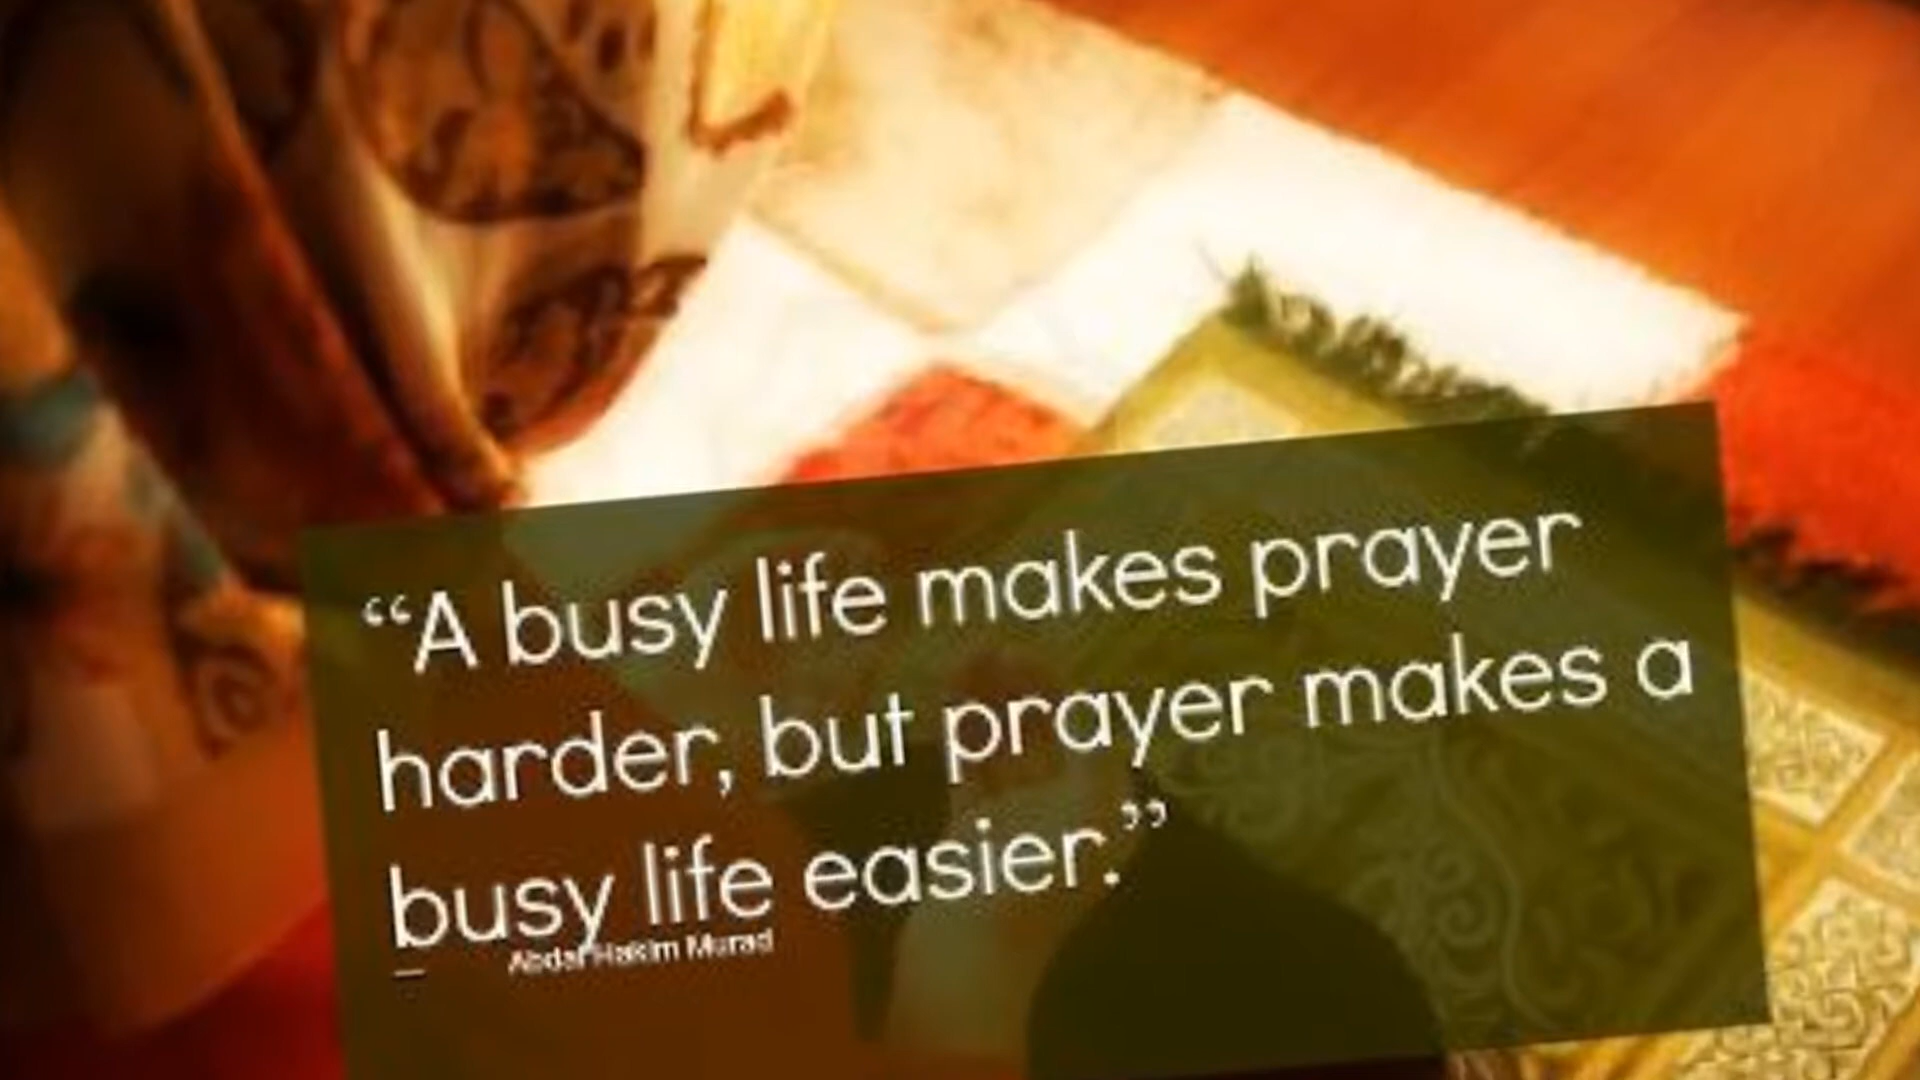 “A busy life makes prayer
harder, but prayer makes a
busy life easier.”
— Abdal Hakim Murad